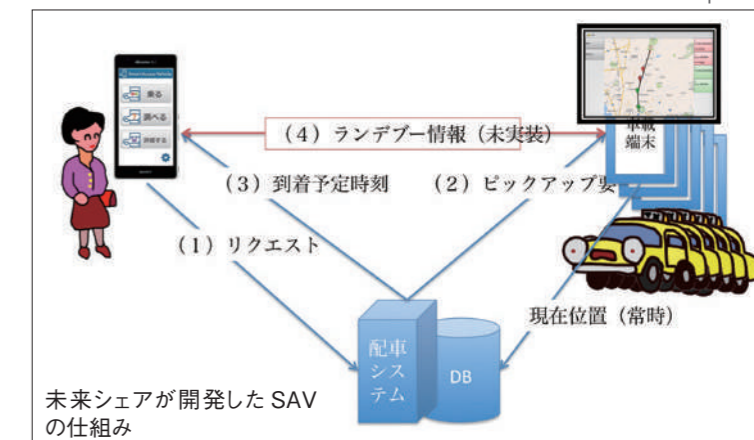 乗る
調べる
(4) ランデブー情報 (未実装)
車載
端末
(3) 到着予定時刻
(2) ピックアップ要
(1) リクエスト
現在位置 (常時)
配車
システム
DB
未来シェアが開発した SAV
の仕組み